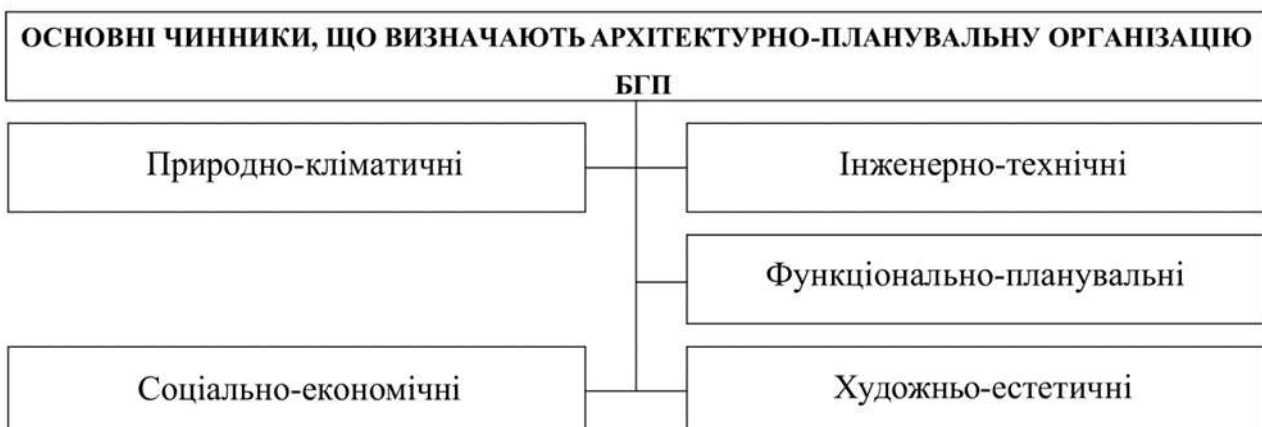 ОСНОВНІ ЧИННИКИ, ЩО ВИЗНАЧАЮТЬ АРХІТЕКТУРНО-ПЛАНУВАЛЬНУ ОРГАНІЗАЦІЮ
БГП
Природно-кліматичні
Інженерно-технічні
Функціонально-планувальні
Соціально-економічні
Художньо-естетичні